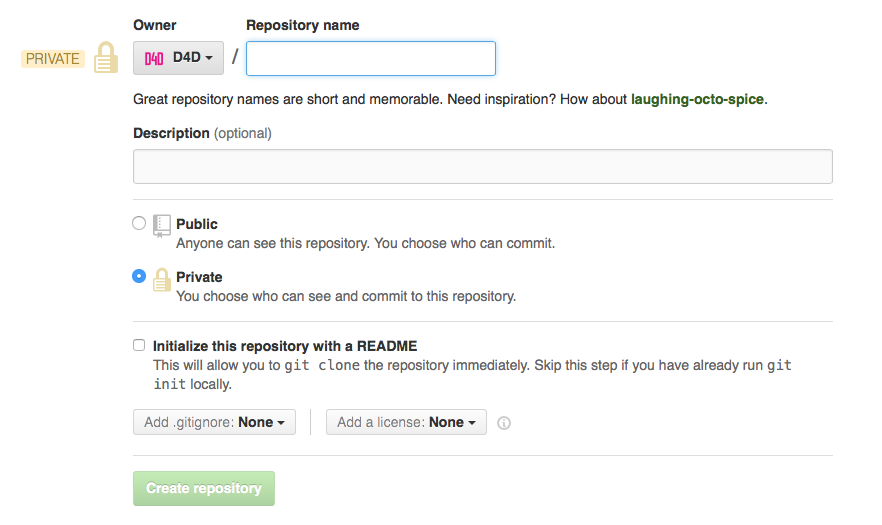 Owner Repository name
PRIVATE D4D D4D /
Great repository names are short and memorable. Need inspiration? How about laughing-octo-spice.
Description (optional)
Public
Anyone can see this repository. You choose who can commit.
Private
You choose who can see and commit to this repository.
Initialize this repository with a README
This will allow you to git clone the repository immediately. Skip this step if you have already run git
init locally.
Add .gitignore: None Add a license: None i
Create repository